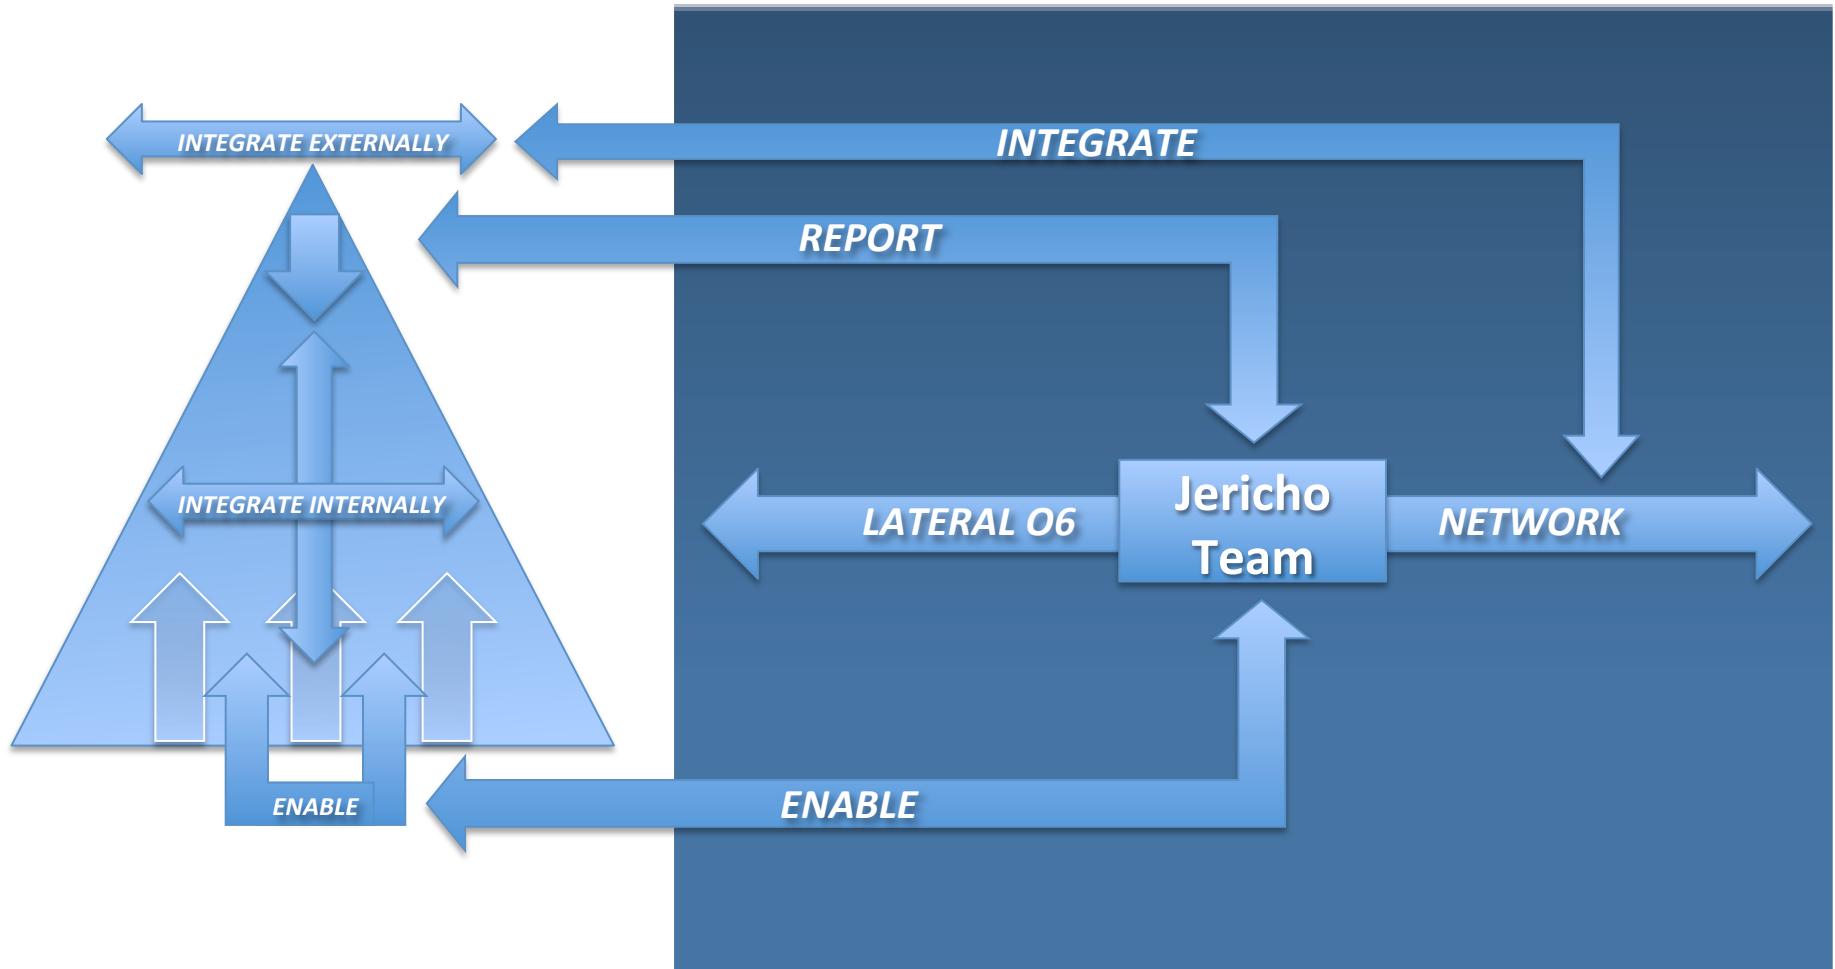 INTEGRATE EXTERNALLY
INTEGRATE
REPORT
INTEGRATE INTERNALLY
LATERAL O6
Jericho
Team
NETWORK
ENABLE
ENABLE